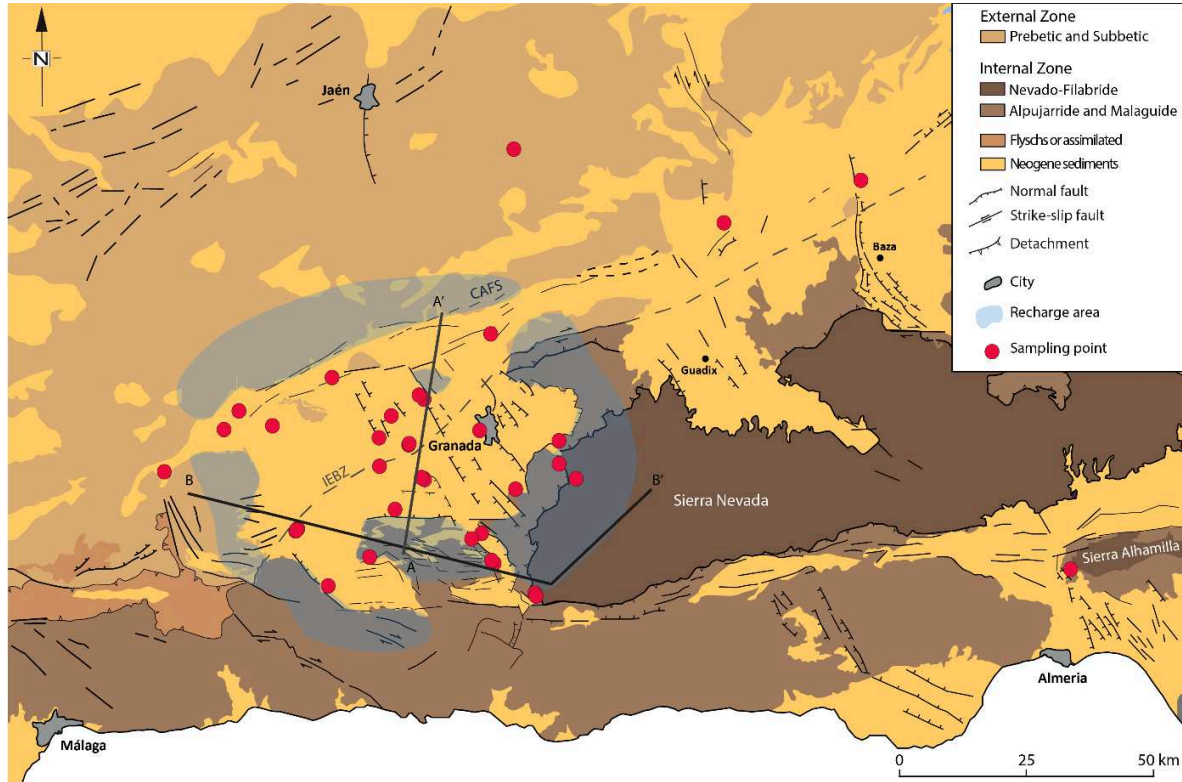 N
Jaén
CAFS
A'
Baza
Guadix
Granada
IEBZ
B
B'
Sierra Nevada
A
Sierra Alhamilla
Almeria
Málaga
0 25 50 km
External Zone
Prebetic and Subbetic
Internal Zone
Nevado-Filabride
Alpujarride and Malaguide
Flyschs or assimilated
Neogene sediments
Normal fault
Strike-slip fault
Detachment
City
Recharge area
Sampling point